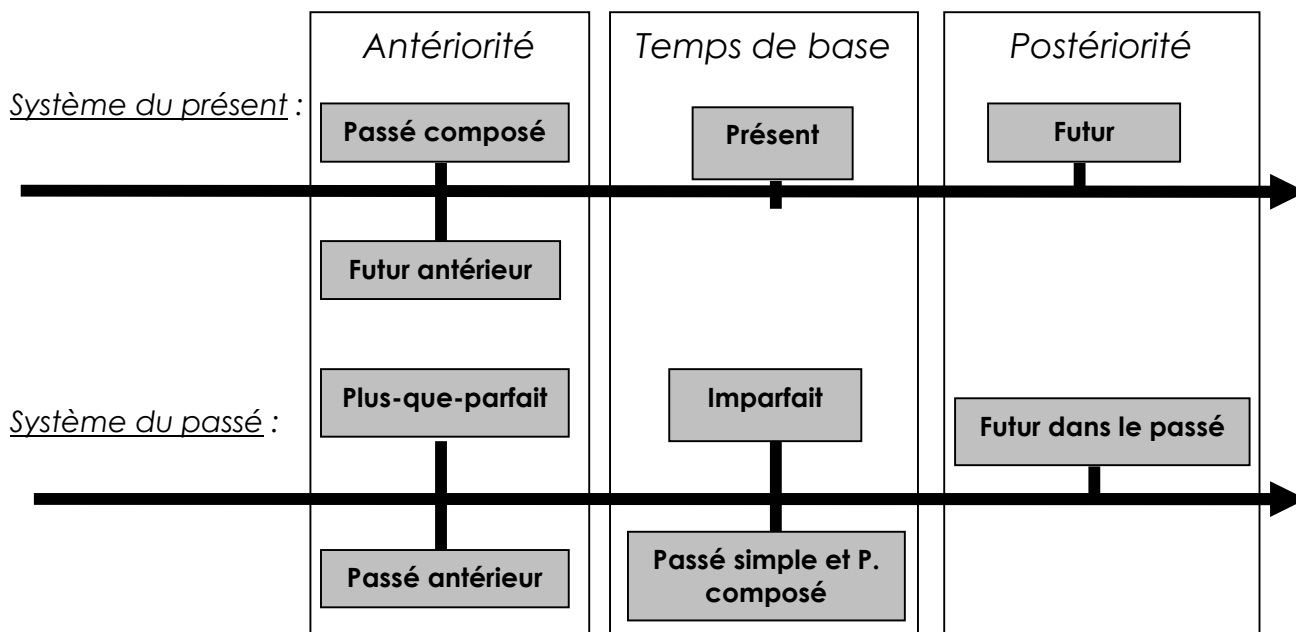 Antériorité
Temps de base
Postériorité
Système du présent :
Passé composé
Présent
Futur
Futur antérieur
Système du passé :
Plus-que-parfait
Imparfait
Futur dans le passé
Passé antérieur
Passé simple et P.
composé